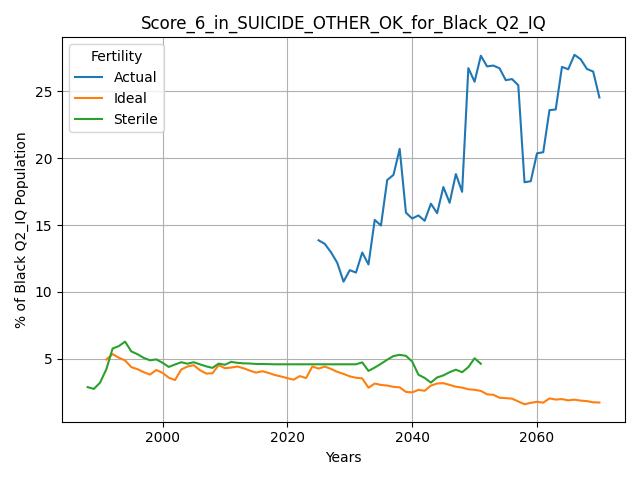 Score_6_in_SUICIDE_OTHER_OK_for_Black_Q2_IQ
Fertility
Actual
Ideal
Sterile
% of Black Q2_IQ Population
25
20
15
10
5
2000 2020 2040 2060
Years